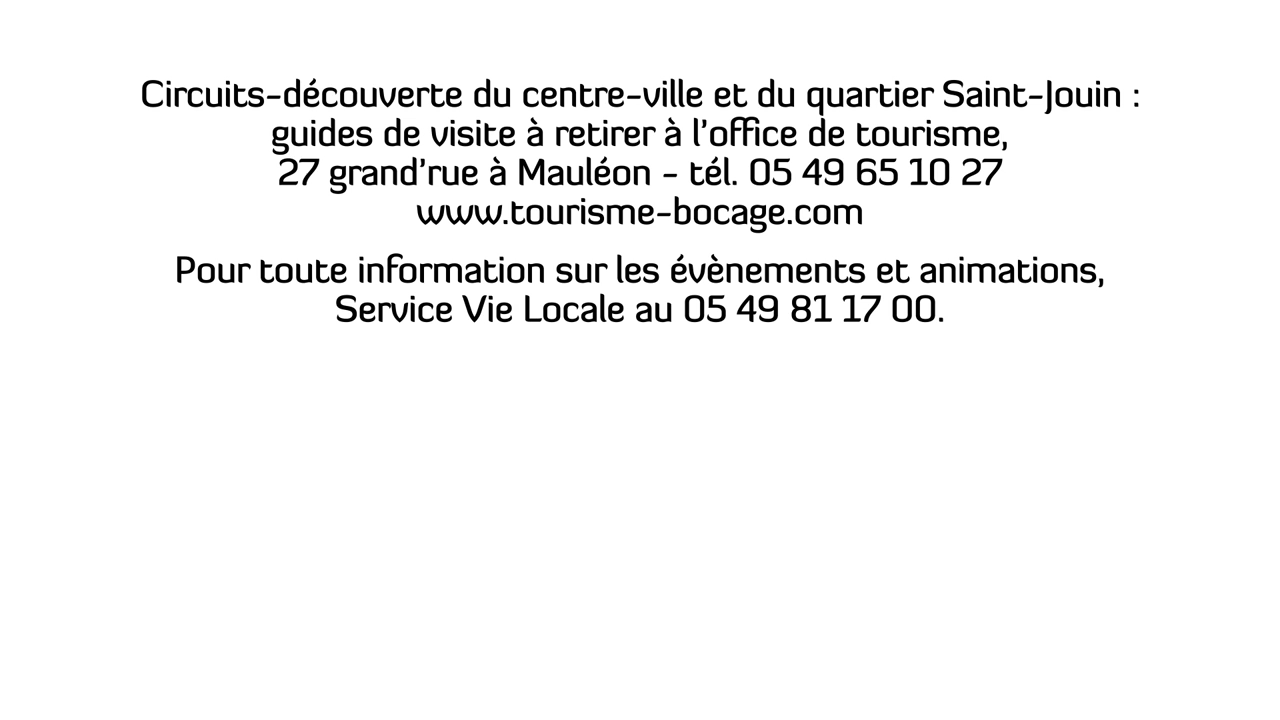 Circuits-découverte du centre-ville et du quartier Saint-Jouin :
guides de visite à retirer à l'office de tourisme,
27 grand'rue à Mauléon - tél. 05 49 65 10 27
www.tourisme-bocage.com
Pour toute information sur les évènements et animations,
Service Vie Locale au 05 49 81 17 00.